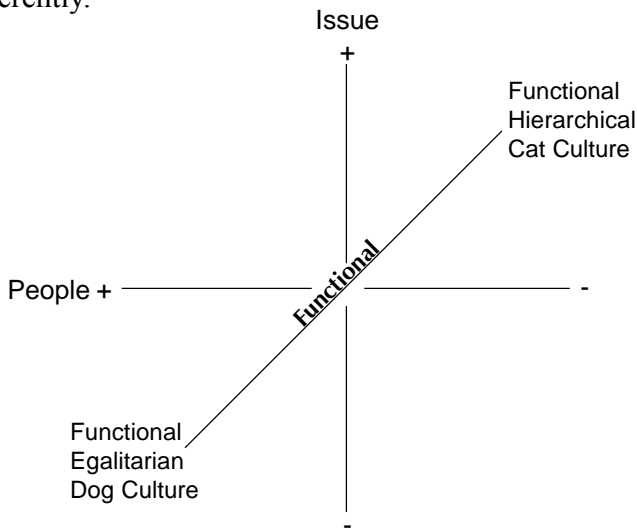 erently.
Issue
+
Functional
Hierarchical
Cat Culture
Functional
People +
-
Functional
Egalitarian
Dog Culture
-